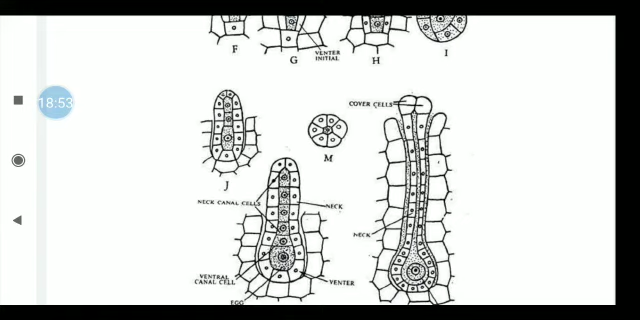 F
G
VENTER
INITIAL
H
I
18:53
COVER CELLS
M
J
NECK CANAL CELLS
NECK
NECK
VENTRAL
CANAL CELL
VENTER
EGG